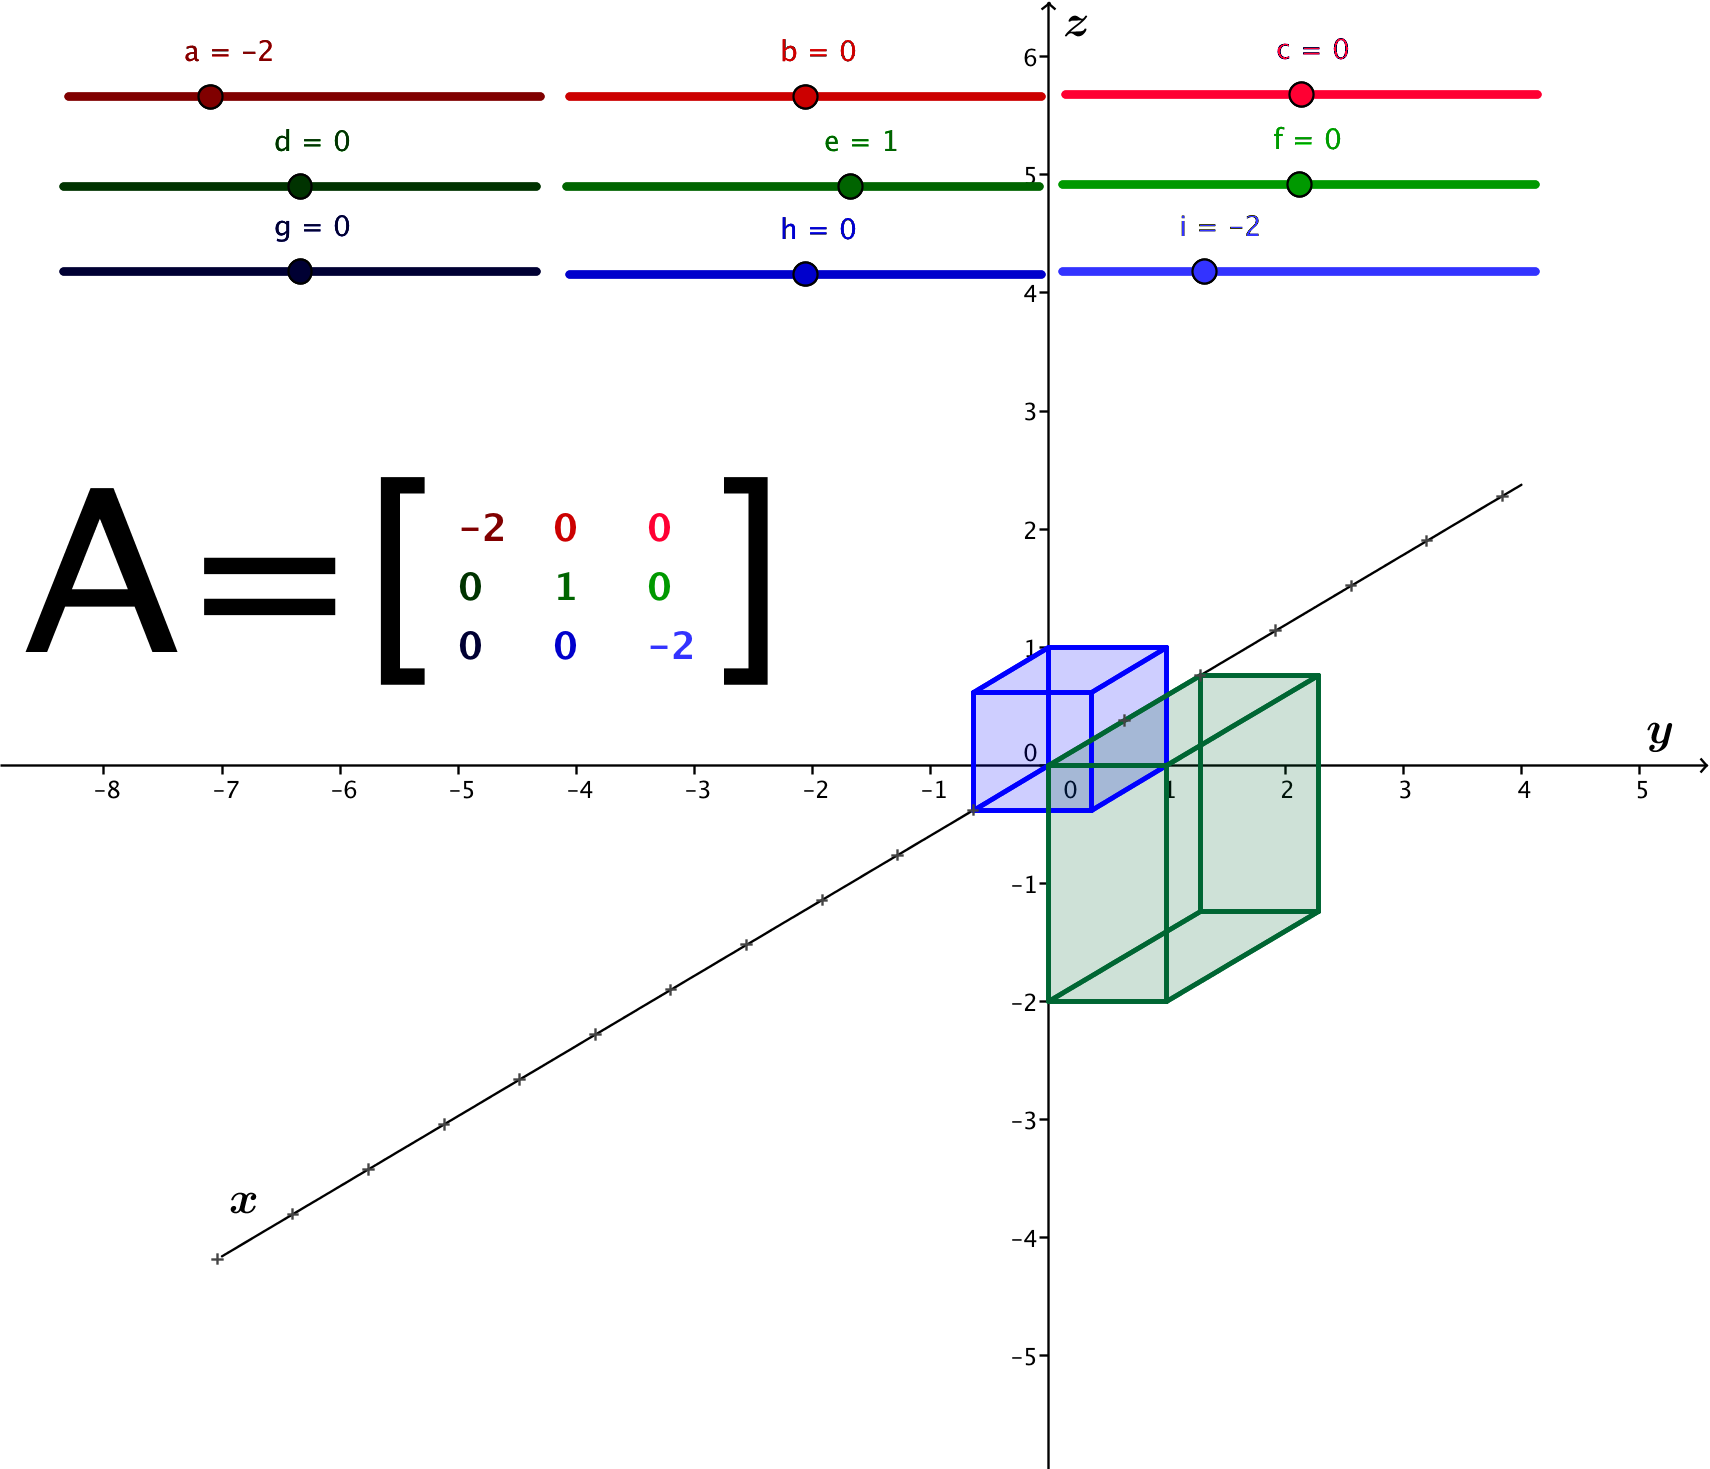 z
a = −2 b = 0 c = 0
d = 0 e = 1 f = 0
g = 0 h = 0 i = −2
6
5
4
3
2
1
0
A = [ −2 0 0
0 1 0
0 0 −2 ]
y
−8 −7 −6 −5 −4 −3 −2 −1 0 1 2 3 4 5
−1
−2
−3
−4
−5
x